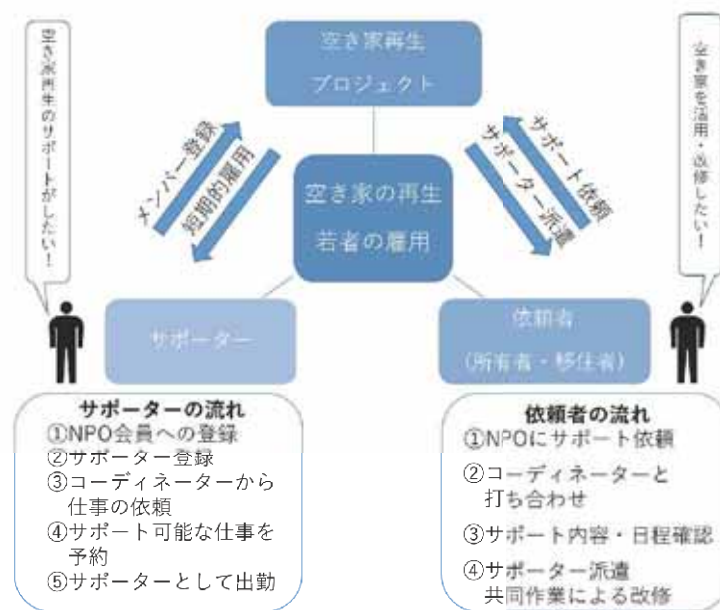 空き家再生
プロジェクト
空き家再生のサポートがしたい！
空き家を活用・改修したい！
メンバー登録
短期的雇用
サポート依頼
サポーター派遣
空き家の再生
若者の雇用
サポーター
依頼者
(所有者・移住者)
サポーターの流れ
①NPO会員への登録
②サポーター登録
③コーディネーターから
仕事の依頼
④サポート可能な仕事を
予約
⑤サポーターとして出勤
依頼者の流れ
①NPOにサポート依頼
②コーディネーターと
打ち合わせ
③サポート内容・日程確認
④サポーター派遣
共同作業による改修